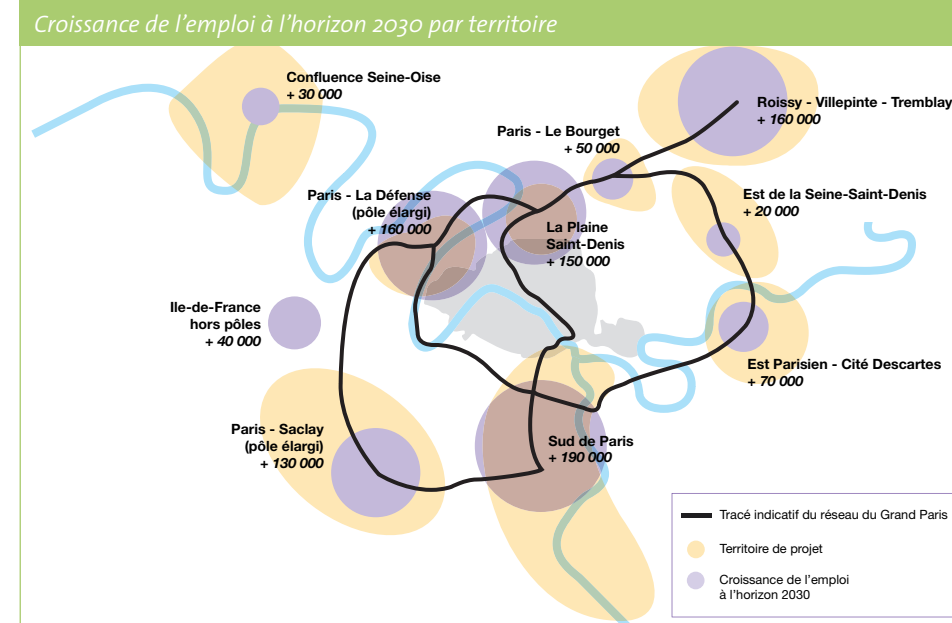 Croissance de l'emploi à l'horizon 2030 par territoire
Confluence Seine-Oise
+ 30 000
Roissy - Villepinte - Tremblay
+ 160 000
Paris - Le Bourget
+ 50 000
Paris - La Défense
(pôle élargi)
+ 160 000
Est de la Seine-Saint-Denis
+ 20 000
La Plaine
Saint-Denis
+ 150 000
Ile-de-France
hors pôles
+ 40 000
Est Parisien - Cité Descartes
+ 70 000
Paris - Saclay
(pôle élargi)
+ 130 000
Sud de Paris
+ 190 000
Tracé indicatif du réseau du Grand Paris
Territoire de projet
Croissance de l'emploi
à l'horizon 2030